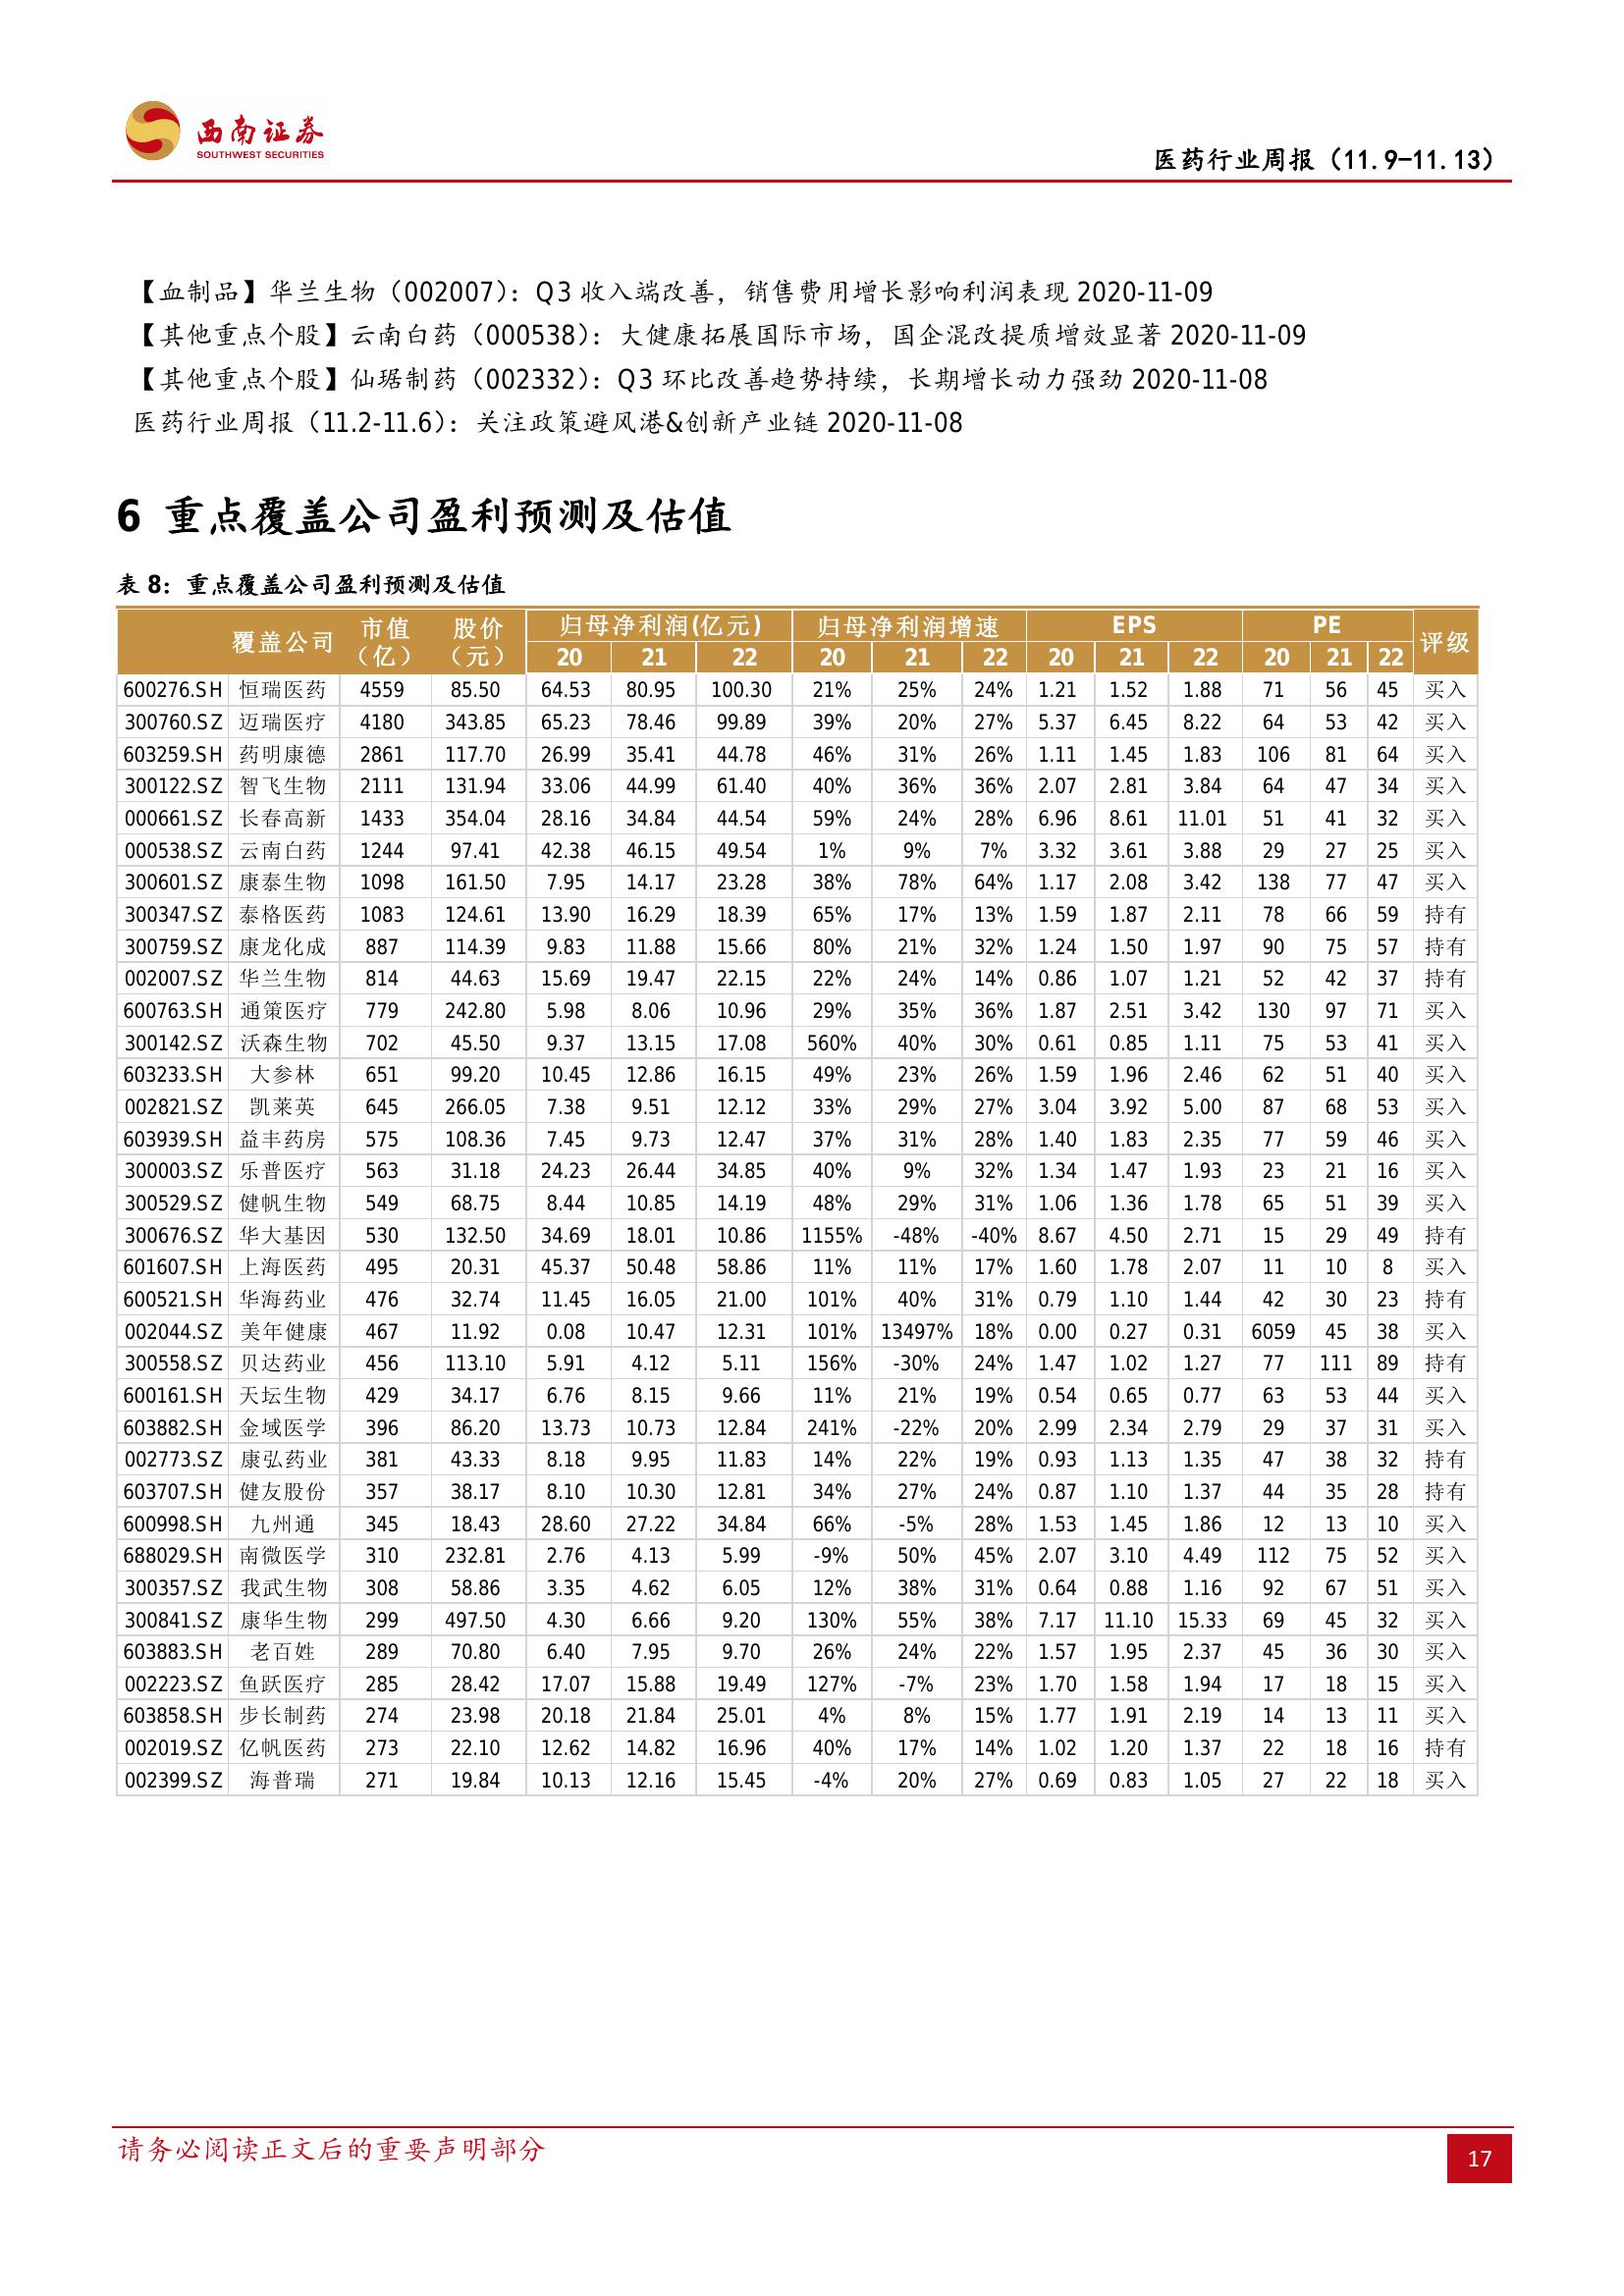 西南证券
SOUTHWEST SECURITIES
医药行业周报（11.9-11.13）
【血制品】华兰生物（002007）：Q3 收入端改善，销售费用增长影响利润表现 2020-11-09
【其他重点个股】云南白药（000538）：大健康拓展国际市场，国企混改提质增效显著 2020-11-09
【其他重点个股】仙琚制药（002332）：Q3 环比改善趋势持续，长期增长动力强劲 2020-11-08
医药行业周报（11.2-11.6）：关注政策避风港&创新产业链 2020-11-08
6 重点覆盖公司盈利预测及估值
表 8：重点覆盖公司盈利预测及估值
覆盖公司 市值（亿） 股价（元） 归母净利润(亿元) 归母净利润增速 EPS PE 评级
20 21 22 20 21 22 20 21 22 20 21 22
600276.SH 恒瑞医药 4559 85.50 64.53 80.95 100.30 21% 25% 24% 1.21 1.52 1.88 71 56 45 买入
300760.SZ 迈瑞医疗 4180 343.85 65.23 78.46 99.89 39% 20% 27% 5.37 6.45 8.22 64 53 42 买入
603259.SH 药明康德 2861 117.70 26.99 35.41 44.78 46% 31% 26% 1.11 1.45 1.83 106 81 64 买入
300122.SZ 智飞生物 2111 131.94 33.06 44.99 61.40 40% 36% 36% 2.07 2.81 3.84 64 47 34 买入
000661.SZ 长春高新 1433 354.04 28.16 34.84 44.54 59% 24% 28% 6.96 8.61 11.01 51 41 32 买入
000538.SZ 云南白药 1244 97.41 42.38 46.15 49.54 1% 9% 7% 3.32 3.61 3.88 29 27 25 买入
300601.SZ 康泰生物 1098 161.50 7.95 14.17 23.28 38% 78% 64% 1.17 2.08 3.42 138 77 47 买入
300347.SZ 泰格医药 1083 124.61 13.90 16.29 18.39 65% 17% 13% 1.59 1.87 2.11 78 66 59 持有
300759.SZ 康龙化成 887 114.39 9.83 11.88 15.66 80% 21% 32% 1.24 1.50 1.97 90 75 57 持有
002007.SZ 华兰生物 814 44.63 15.69 19.47 22.15 22% 24% 14% 0.86 1.07 1.21 52 42 37 持有
600763.SH 通策医疗 779 242.80 5.98 8.06 10.96 29% 35% 36% 1.87 2.51 3.42 130 97 71 买入
300142.SZ 沃森生物 702 45.50 9.37 13.15 17.08 560% 40% 30% 0.61 0.85 1.11 75 53 41 买入
603233.SH 大参林 651 99.20 10.45 12.86 16.15 49% 23% 26% 1.59 1.96 2.46 62 51 40 买入
002821.SZ 凯莱英 645 266.05 7.38 9.51 12.12 33% 29% 27% 3.04 3.92 5.00 87 68 53 买入
603939.SH 益丰药房 575 108.36 7.45 9.73 12.47 37% 31% 28% 1.40 1.83 2.35 77 59 46 买入
300003.SZ 乐普医疗 563 31.18 24.23 26.44 34.85 40% 9% 32% 1.34 1.47 1.93 23 21 16 买入
300529.SZ 健帆生物 549 68.75 8.44 10.85 14.19 48% 29% 31% 1.06 1.36 1.78 65 51 39 买入
300676.SZ 华大基因 530 132.50 34.69 18.01 10.86 1155% -48% -40% 8.67 4.50 2.71 15 29 49 持有
601607.SH 上海医药 495 20.31 45.37 50.48 58.86 11% 11% 17% 1.60 1.78 2.07 11 10 8 买入
600521.SH 华海药业 476 32.74 11.45 16.05 21.00 101% 40% 31% 0.79 1.10 1.44 42 30 23 持有
002044.SZ 美年健康 467 11.92 0.08 10.47 12.31 101% 13497% 18% 0.00 0.27 0.31 6059 45 38 买入
300558.SZ 贝达药业 456 113.10 5.91 4.12 5.11 156% -30% 24% 1.47 1.02 1.27 77 111 89 持有
600161.SH 天坛生物 429 34.17 6.76 8.15 9.66 11% 21% 19% 0.54 0.65 0.77 63 53 44 买入
603882.SH 金域医学 396 86.20 13.73 10.73 12.84 241% -22% 20% 2.99 2.34 2.79 29 37 31 买入
002773.SZ 康弘药业 381 43.33 8.18 9.95 11.83 14% 22% 19% 0.93 1.13 1.35 47 38 32 持有
603707.SH 健友股份 357 38.17 8.10 10.30 12.81 34% 27% 24% 0.87 1.10 1.37 44 35 28 持有
600998.SH 九州通 345 18.43 28.60 27.22 34.84 66% -5% 28% 1.53 1.45 1.86 12 13 10 买入
688029.SH 南微医学 310 232.81 2.76 4.13 5.99 -9% 50% 45% 2.07 3.10 4.49 112 75 52 买入
300357.SZ 我武生物 308 58.86 3.35 4.62 6.05 12% 38% 31% 0.64 0.88 1.16 92 67 51 买入
300841.SZ 康华生物 299 497.50 4.30 6.66 9.20 130% 55% 38% 7.17 11.10 15.33 69 45 32 买入
603883.SH 老百姓 289 70.80 6.40 7.95 9.70 26% 24% 22% 1.57 1.95 2.37 45 36 30 买入
002223.SZ 鱼跃医疗 285 28.42 17.07 15.88 19.49 127% -7% 23% 1.70 1.58 1.94 17 18 15 买入
603858.SH 步长制药 274 23.98 20.18 21.84 25.01 4% 8% 15% 1.77 1.91 2.19 14 13 11 买入
002019.SZ 亿帆医药 273 22.10 12.62 14.82 16.96 40% 17% 14% 1.02 1.20 1.37 22 18 16 持有
002399.SZ 海普瑞 271 19.84 10.13 12.16 15.45 -4% 20% 27% 0.69 0.83 1.05 27 22 18 买入
请务必阅读正文后的重要声明部分
17